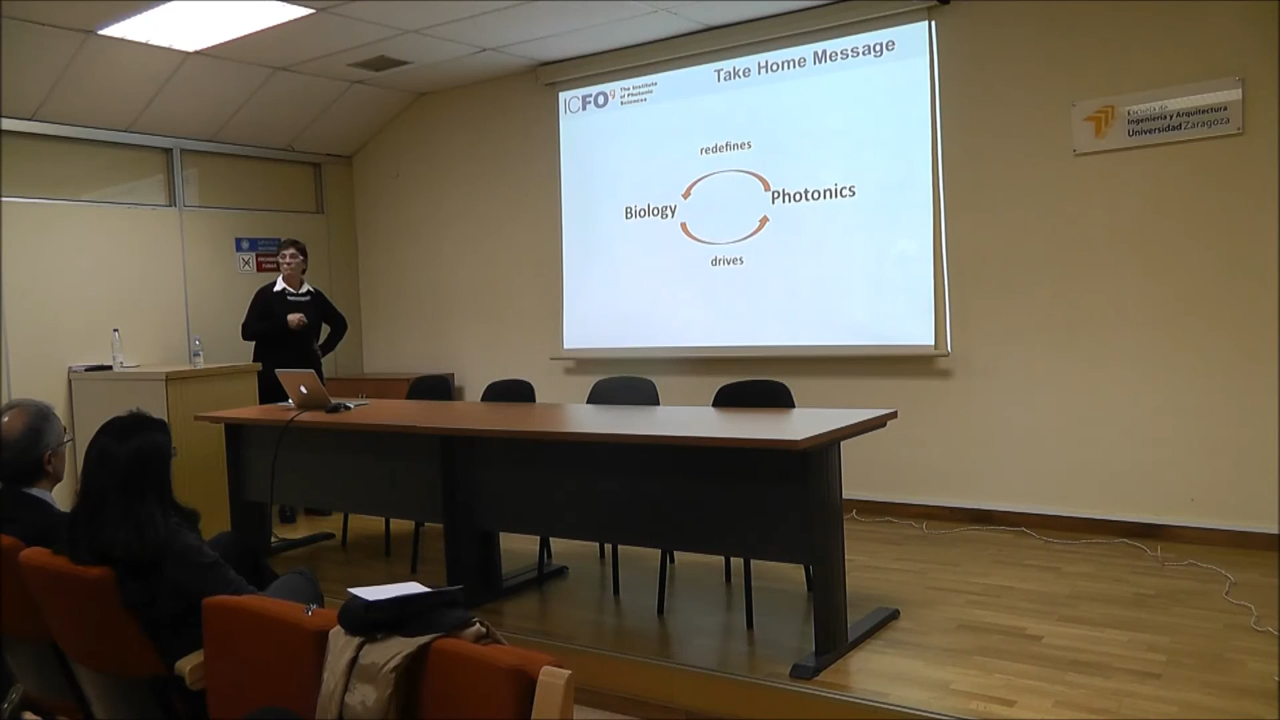 Take Home Message
ICFO
The Institute
of Photonic
Sciences
redefines
Biology
Photonics
drives
Escuela de
Ingeniería y Arquitectura
Universidad Zaragoza